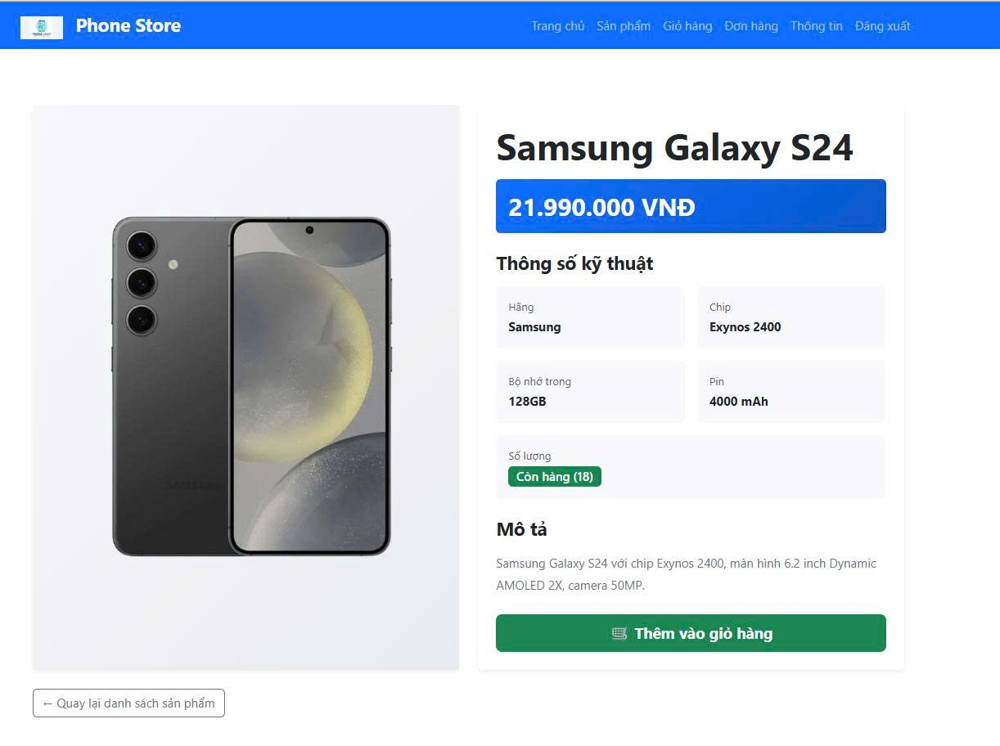 Phone Store
Trang chủ Sản phẩm Giỏ hàng Đơn hàng Thông tin Đăng xuất
Samsung Galaxy S24
21.990.000 VNĐ
Thông số kỹ thuật
Hãng
Samsung
Chip
Exynos 2400
Bộ nhớ trong
128GB
Pin
4000 mAh
Số lượng
Còn hàng (18)
Mô tả
Samsung Galaxy S24 với chip Exynos 2400, màn hình 6.2 inch Dynamic
AMOLED 2X, camera 50MP.
🛒 Thêm vào giỏ hàng
SAMSUNG
← Quay lại danh sách sản phẩm